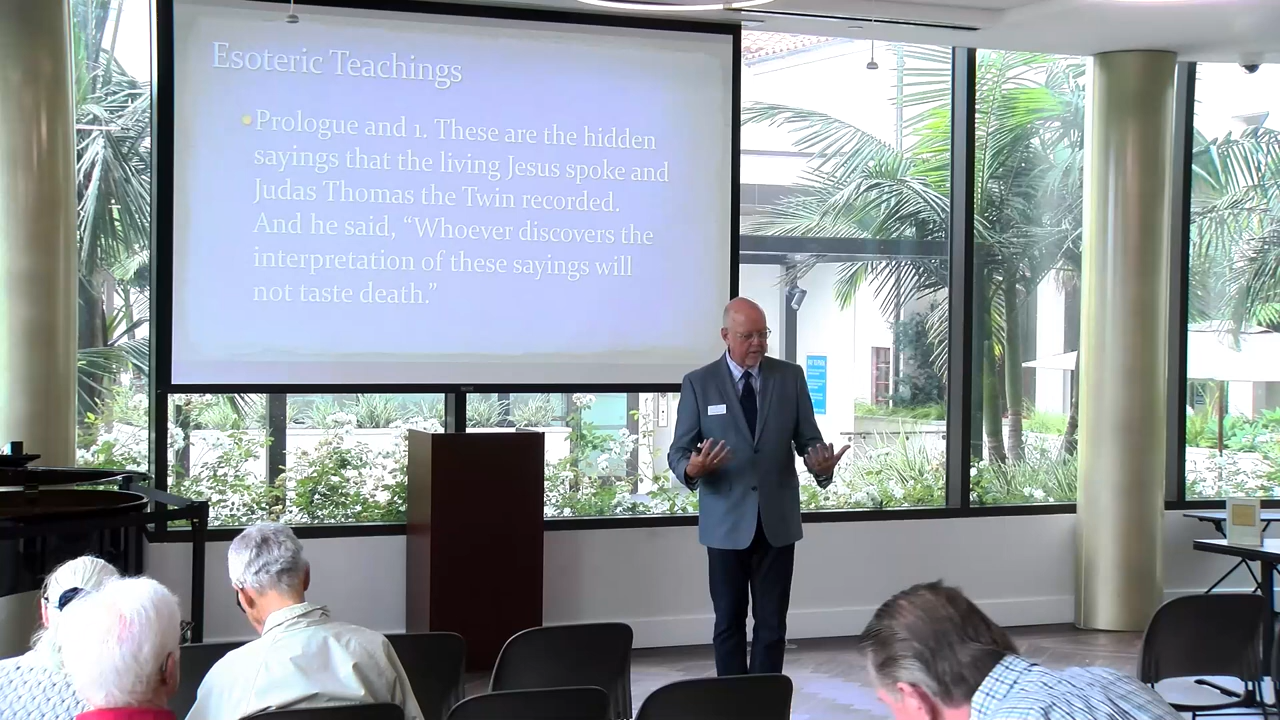 Esoteric Teachings
•Prologue and 1. These are the hidden
sayings that the living Jesus spoke and
Judas Thomas the Twin recorded.
And he said, “Whoever discovers the
interpretation of these sayings will
not taste death.”